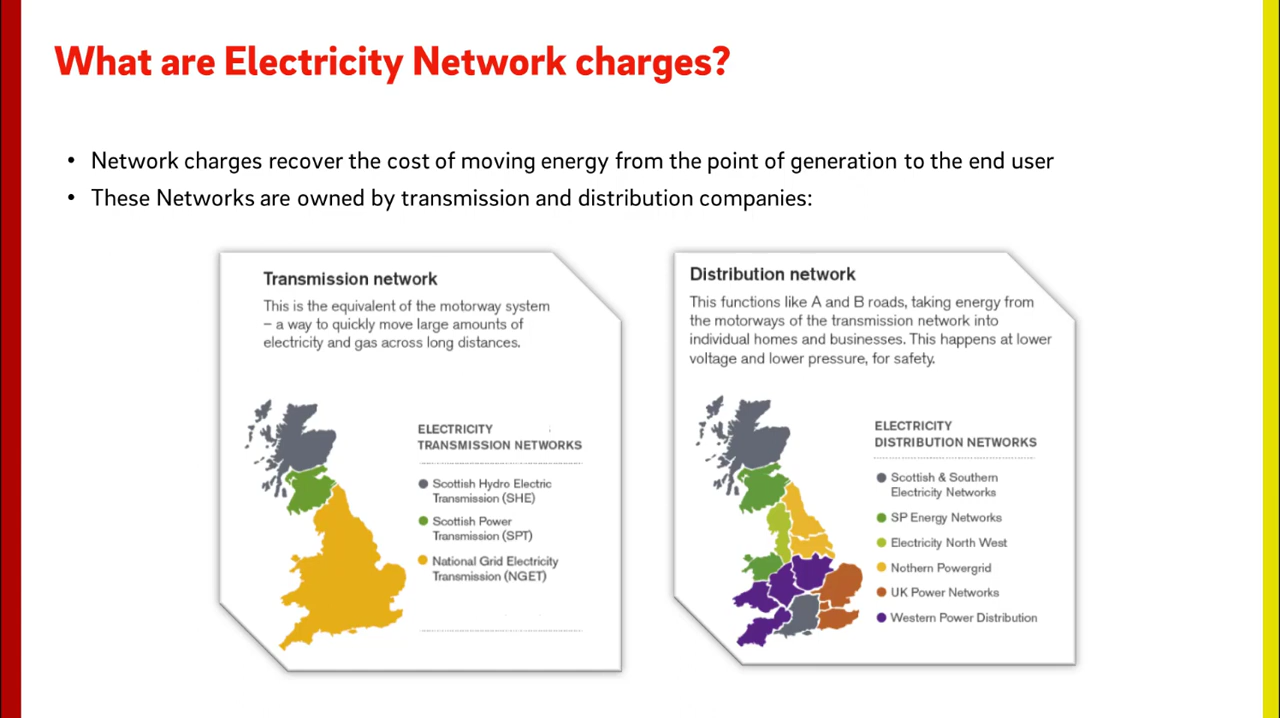 What are Electricity Network charges?
• Network charges recover the cost of moving energy from the point of generation to the end user
• These Networks are owned by transmission and distribution companies:
Transmission network
This is the equivalent of the motorway system
– a way to quickly move large amounts of
electricity and gas across long distances.
ELECTRICITY
TRANSMISSION NETWORKS
Scottish Hydro Electric
Transmission (SHE)
Scottish Power
Transmission (SPT)
National Grid Electricity
Transmission (NGET)
Distribution network
This functions like A and B roads, taking energy from
the motorways of the transmission network into
individual homes and businesses. This happens at lower
voltage and lower pressure, for safety.
ELECTRICITY
DISTRIBUTION NETWORKS
Scottish & Southern
Electricity Networks
SP Energy Networks
Electricity North West
Nothern Powergrid
UK Power Networks
Western Power Distribution